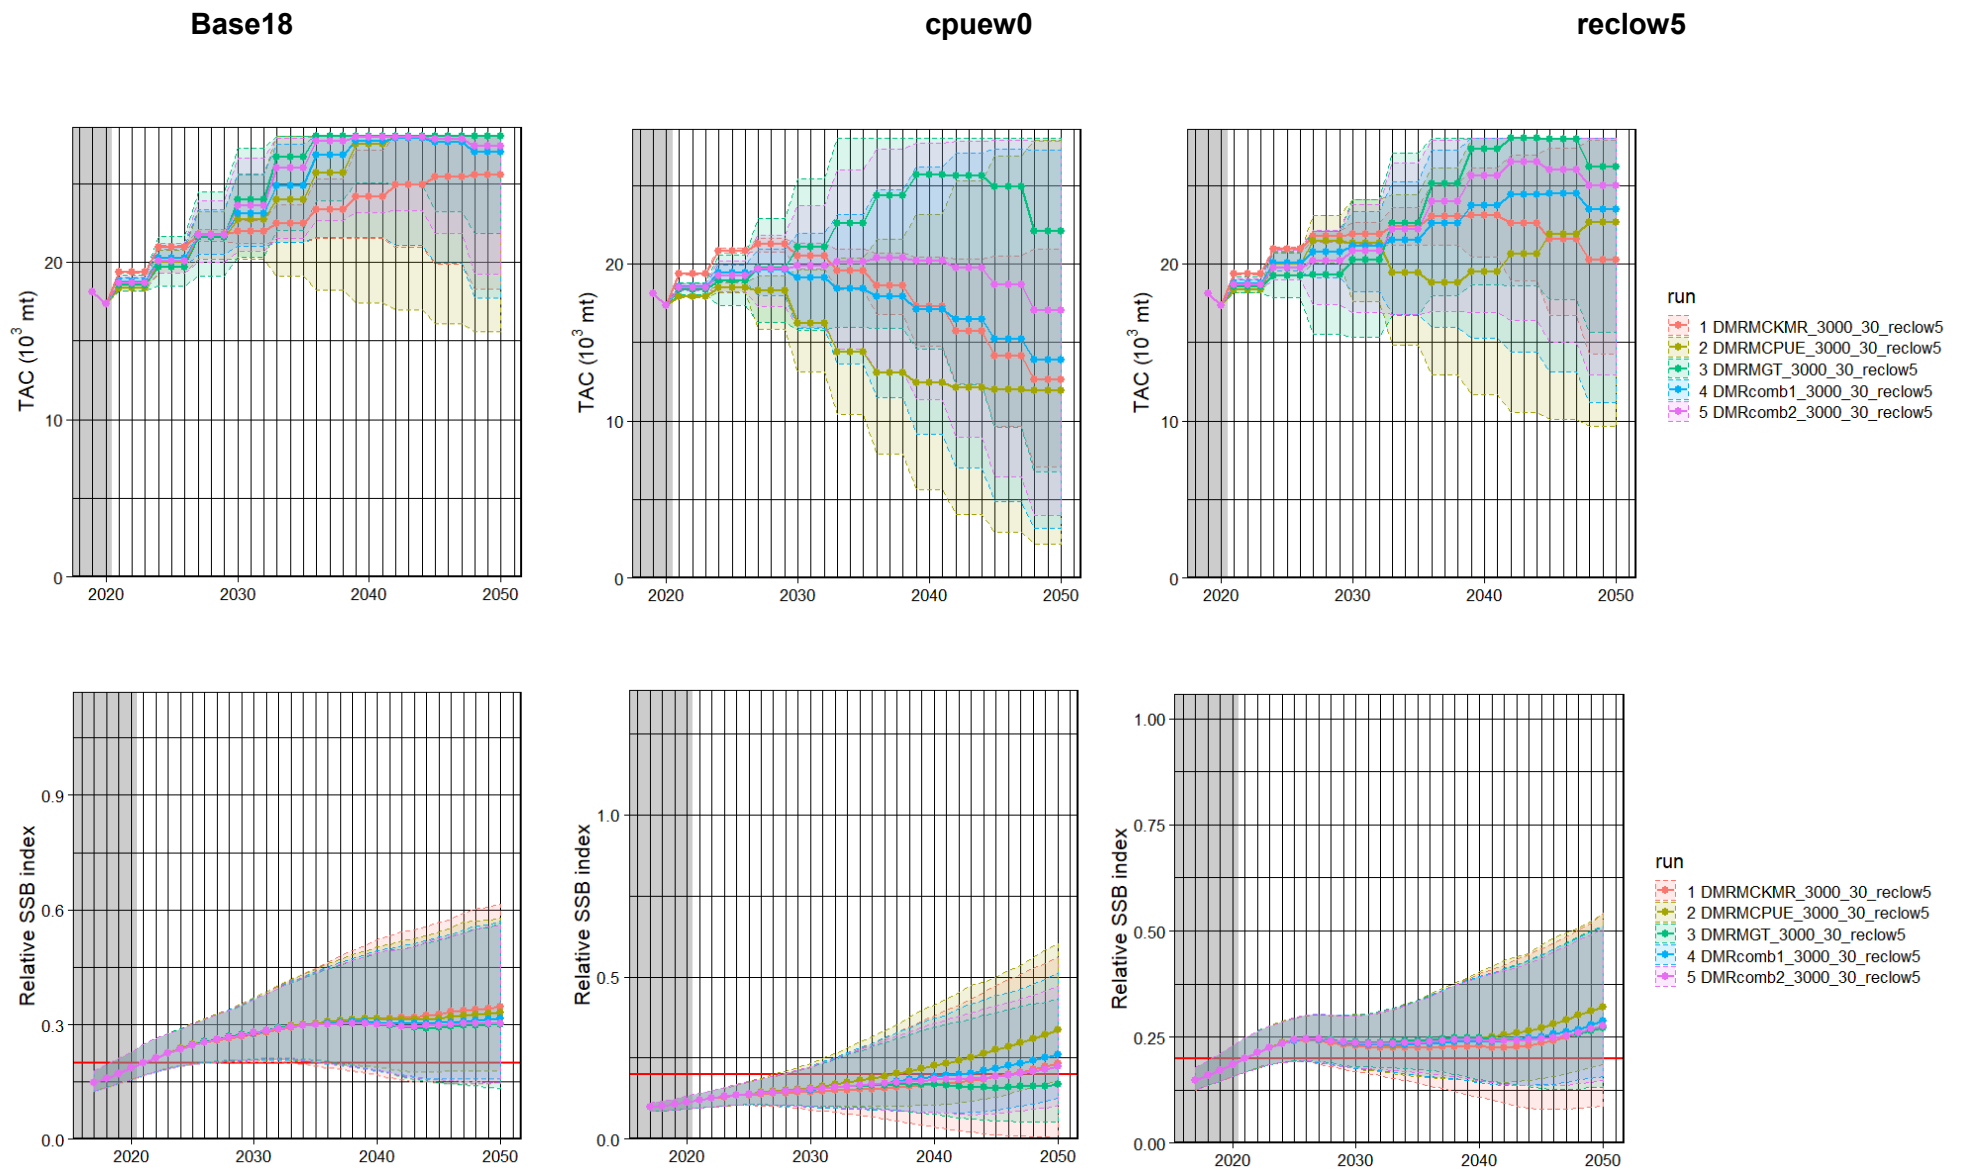 Base18
cpuew0
reclow5
TAC (10³ mt)
20
10
0
2020
2030
2040
2050
TAC (10³ mt)
20
10
0
2020
2030
2040
2050
TAC (10³ mt)
20
10
0
2020
2030
2040
2050
run
1 DMRMCKMR_3000_30_reclow5
2 DMRMCPUE_3000_30_reclow5
3 DMRMGT_3000_30_reclow5
4 DMRcomb1_3000_30_reclow5
5 DMRcomb2_3000_30_reclow5
Relative SSB index
0.9
0.6
0.3
0.0
2020
2030
2040
2050
Relative SSB index
1.0
0.5
0.0
2020
2030
2040
2050
Relative SSB index
1.00
0.75
0.50
0.25
0.00
2020
2030
2040
2050
run
1 DMRMCKMR_3000_30_reclow5
2 DMRMCPUE_3000_30_reclow5
3 DMRMGT_3000_30_reclow5
4 DMRcomb1_3000_30_reclow5
5 DMRcomb2_3000_30_reclow5